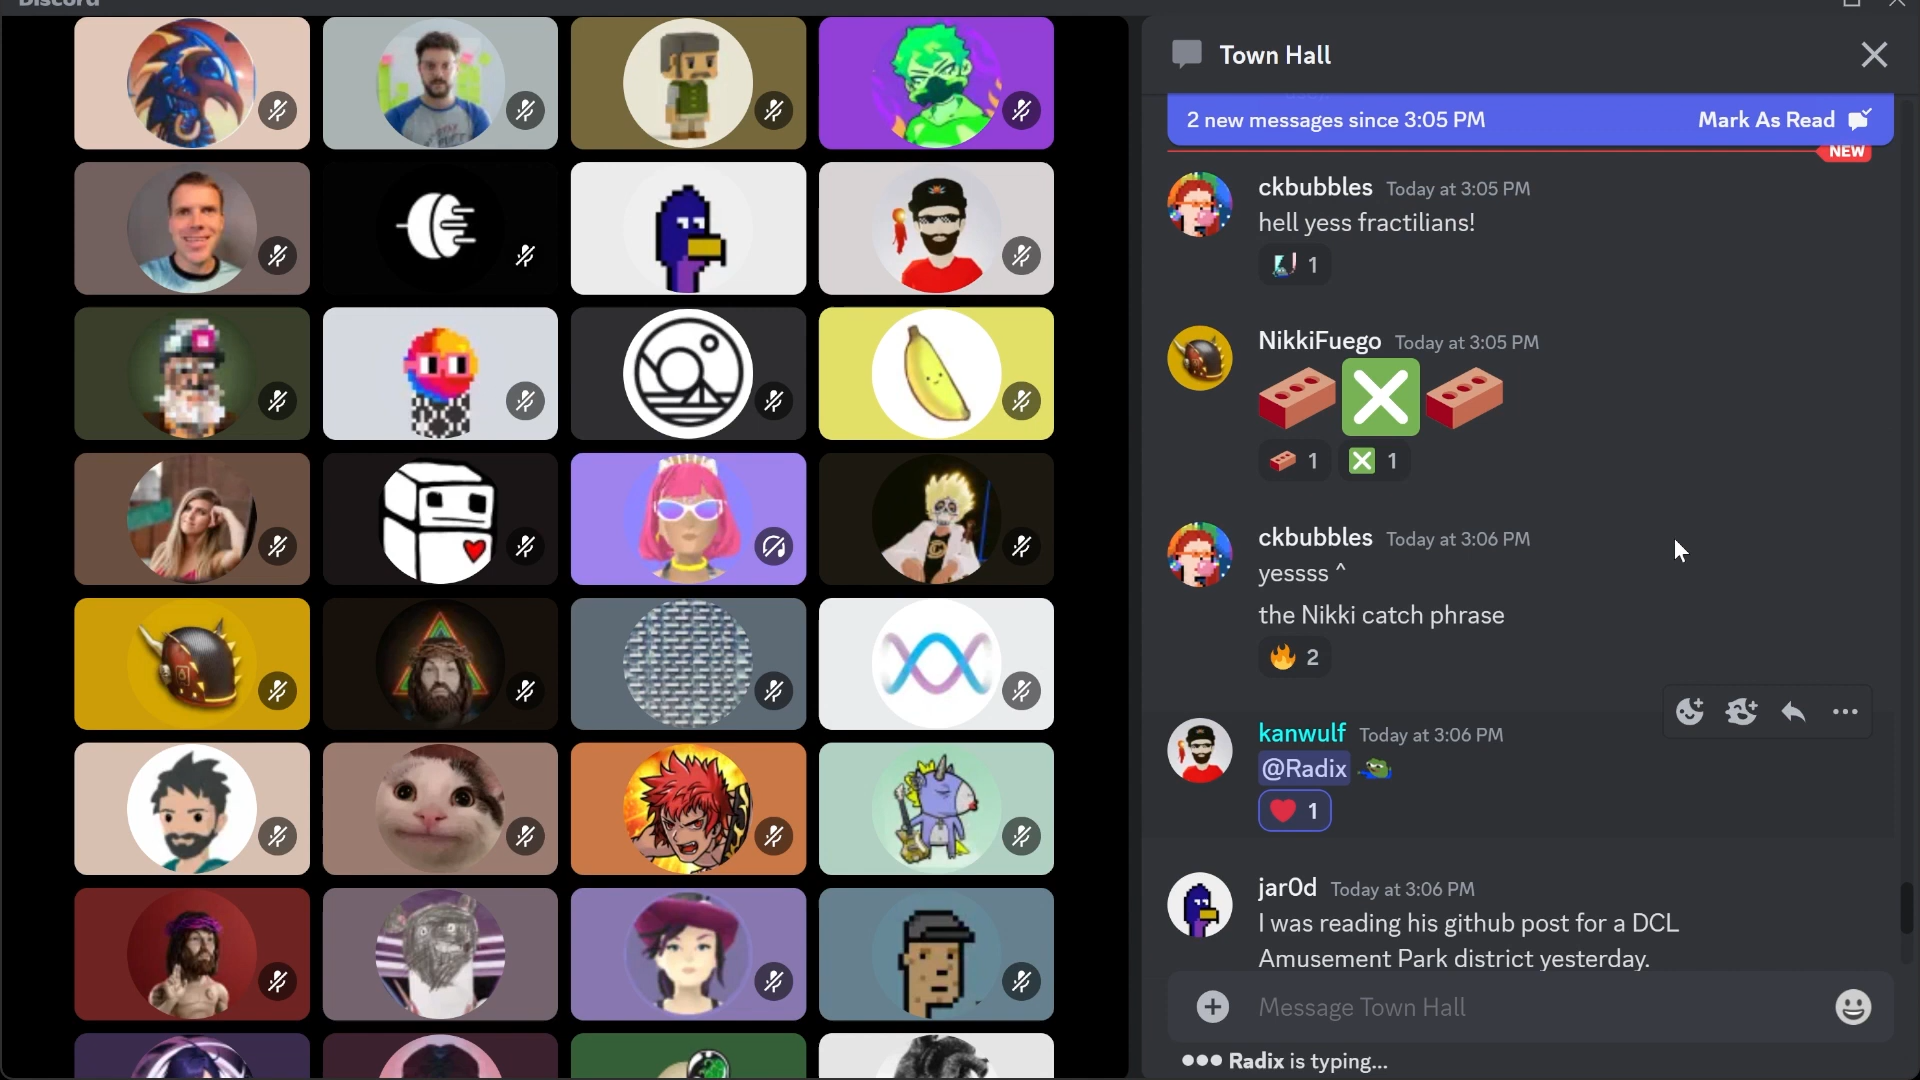 Discord
Town Hall
2 new messages since 3:05 PM
Mark As Read
NEW
ckbubbles Today at 3:05 PM
hell yess fractilians!
1
NikkiFuego Today at 3:05 PM
1 1
ckbubbles Today at 3:06 PM
yessss ^
the Nikki catch phrase
2
kanwulf Today at 3:06 PM
@Radix
1
jar0d Today at 3:06 PM
I was reading his github post for a DCL
Amusement Park district yesterday.
Message Town Hall
Radix is typing...